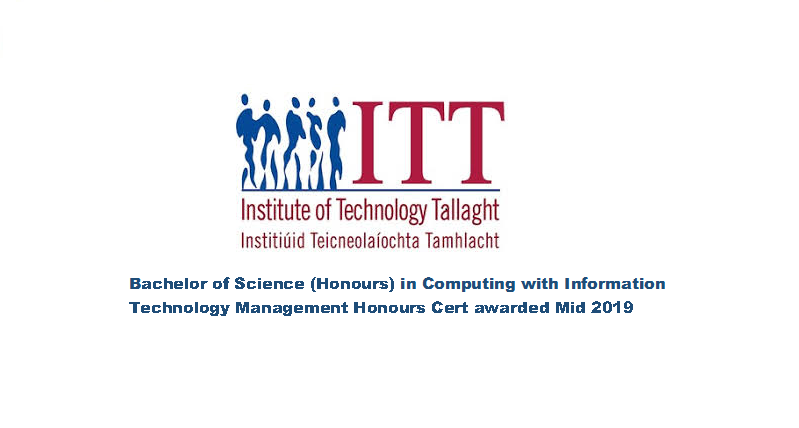 ITT
Institute of Technology Tallaght
Institiúid Teicneolaíochta Tamhlacht
Bachelor of Science (Honours) in Computing with Information
Technology Management Honours Cert awarded Mid 2019